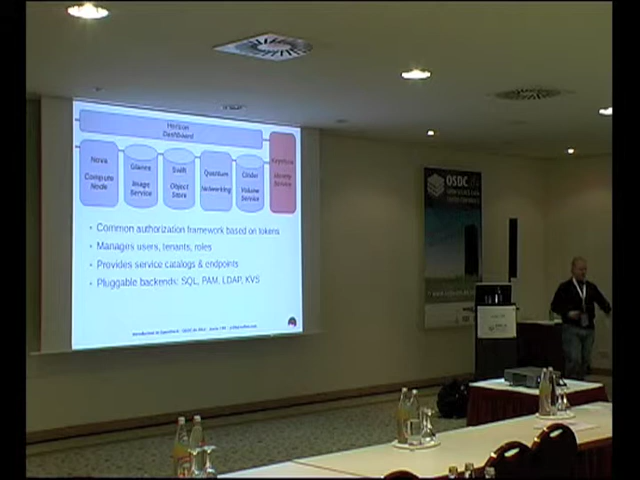 Horizon
Dashboard
Nova
Compute
Node
Glance
Image
Service
Swift
Object
Store
Quantum
Networking
Cinder
Volume
Service
Keystone
Identity
Service
• Common authorization framework based on tokens
• Manages users, tenants, roles
• Provides service catalogs & endpoints
• Pluggable backends: SQL, PAM, LDAP, KVS
OSDC